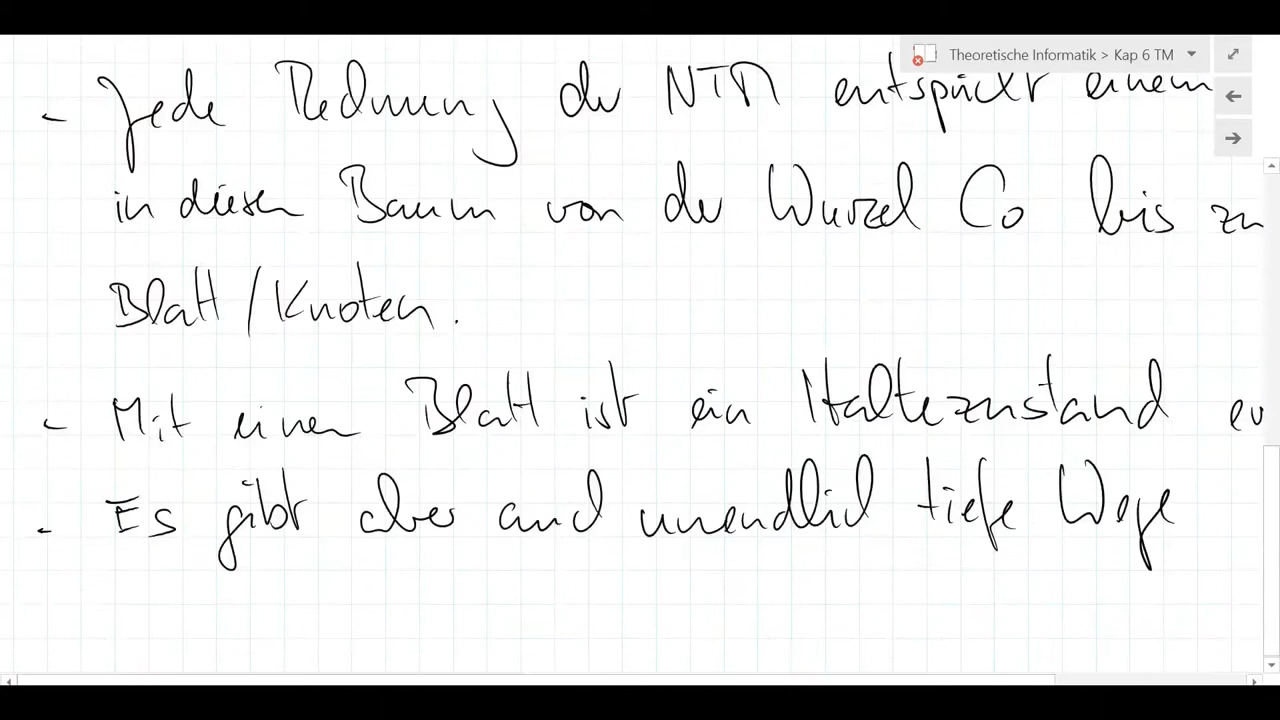 Theoretische Informatik > Kap 6 TM
- Jede Rechnung der NTM entspricht einem
in diesem Baum von der Wurzel C0 bis zu
Blatt/Knoten.
- Mit einem Blatt ist ein Haltezustand
- Es gibt aber auch unendlich tiefe Wege